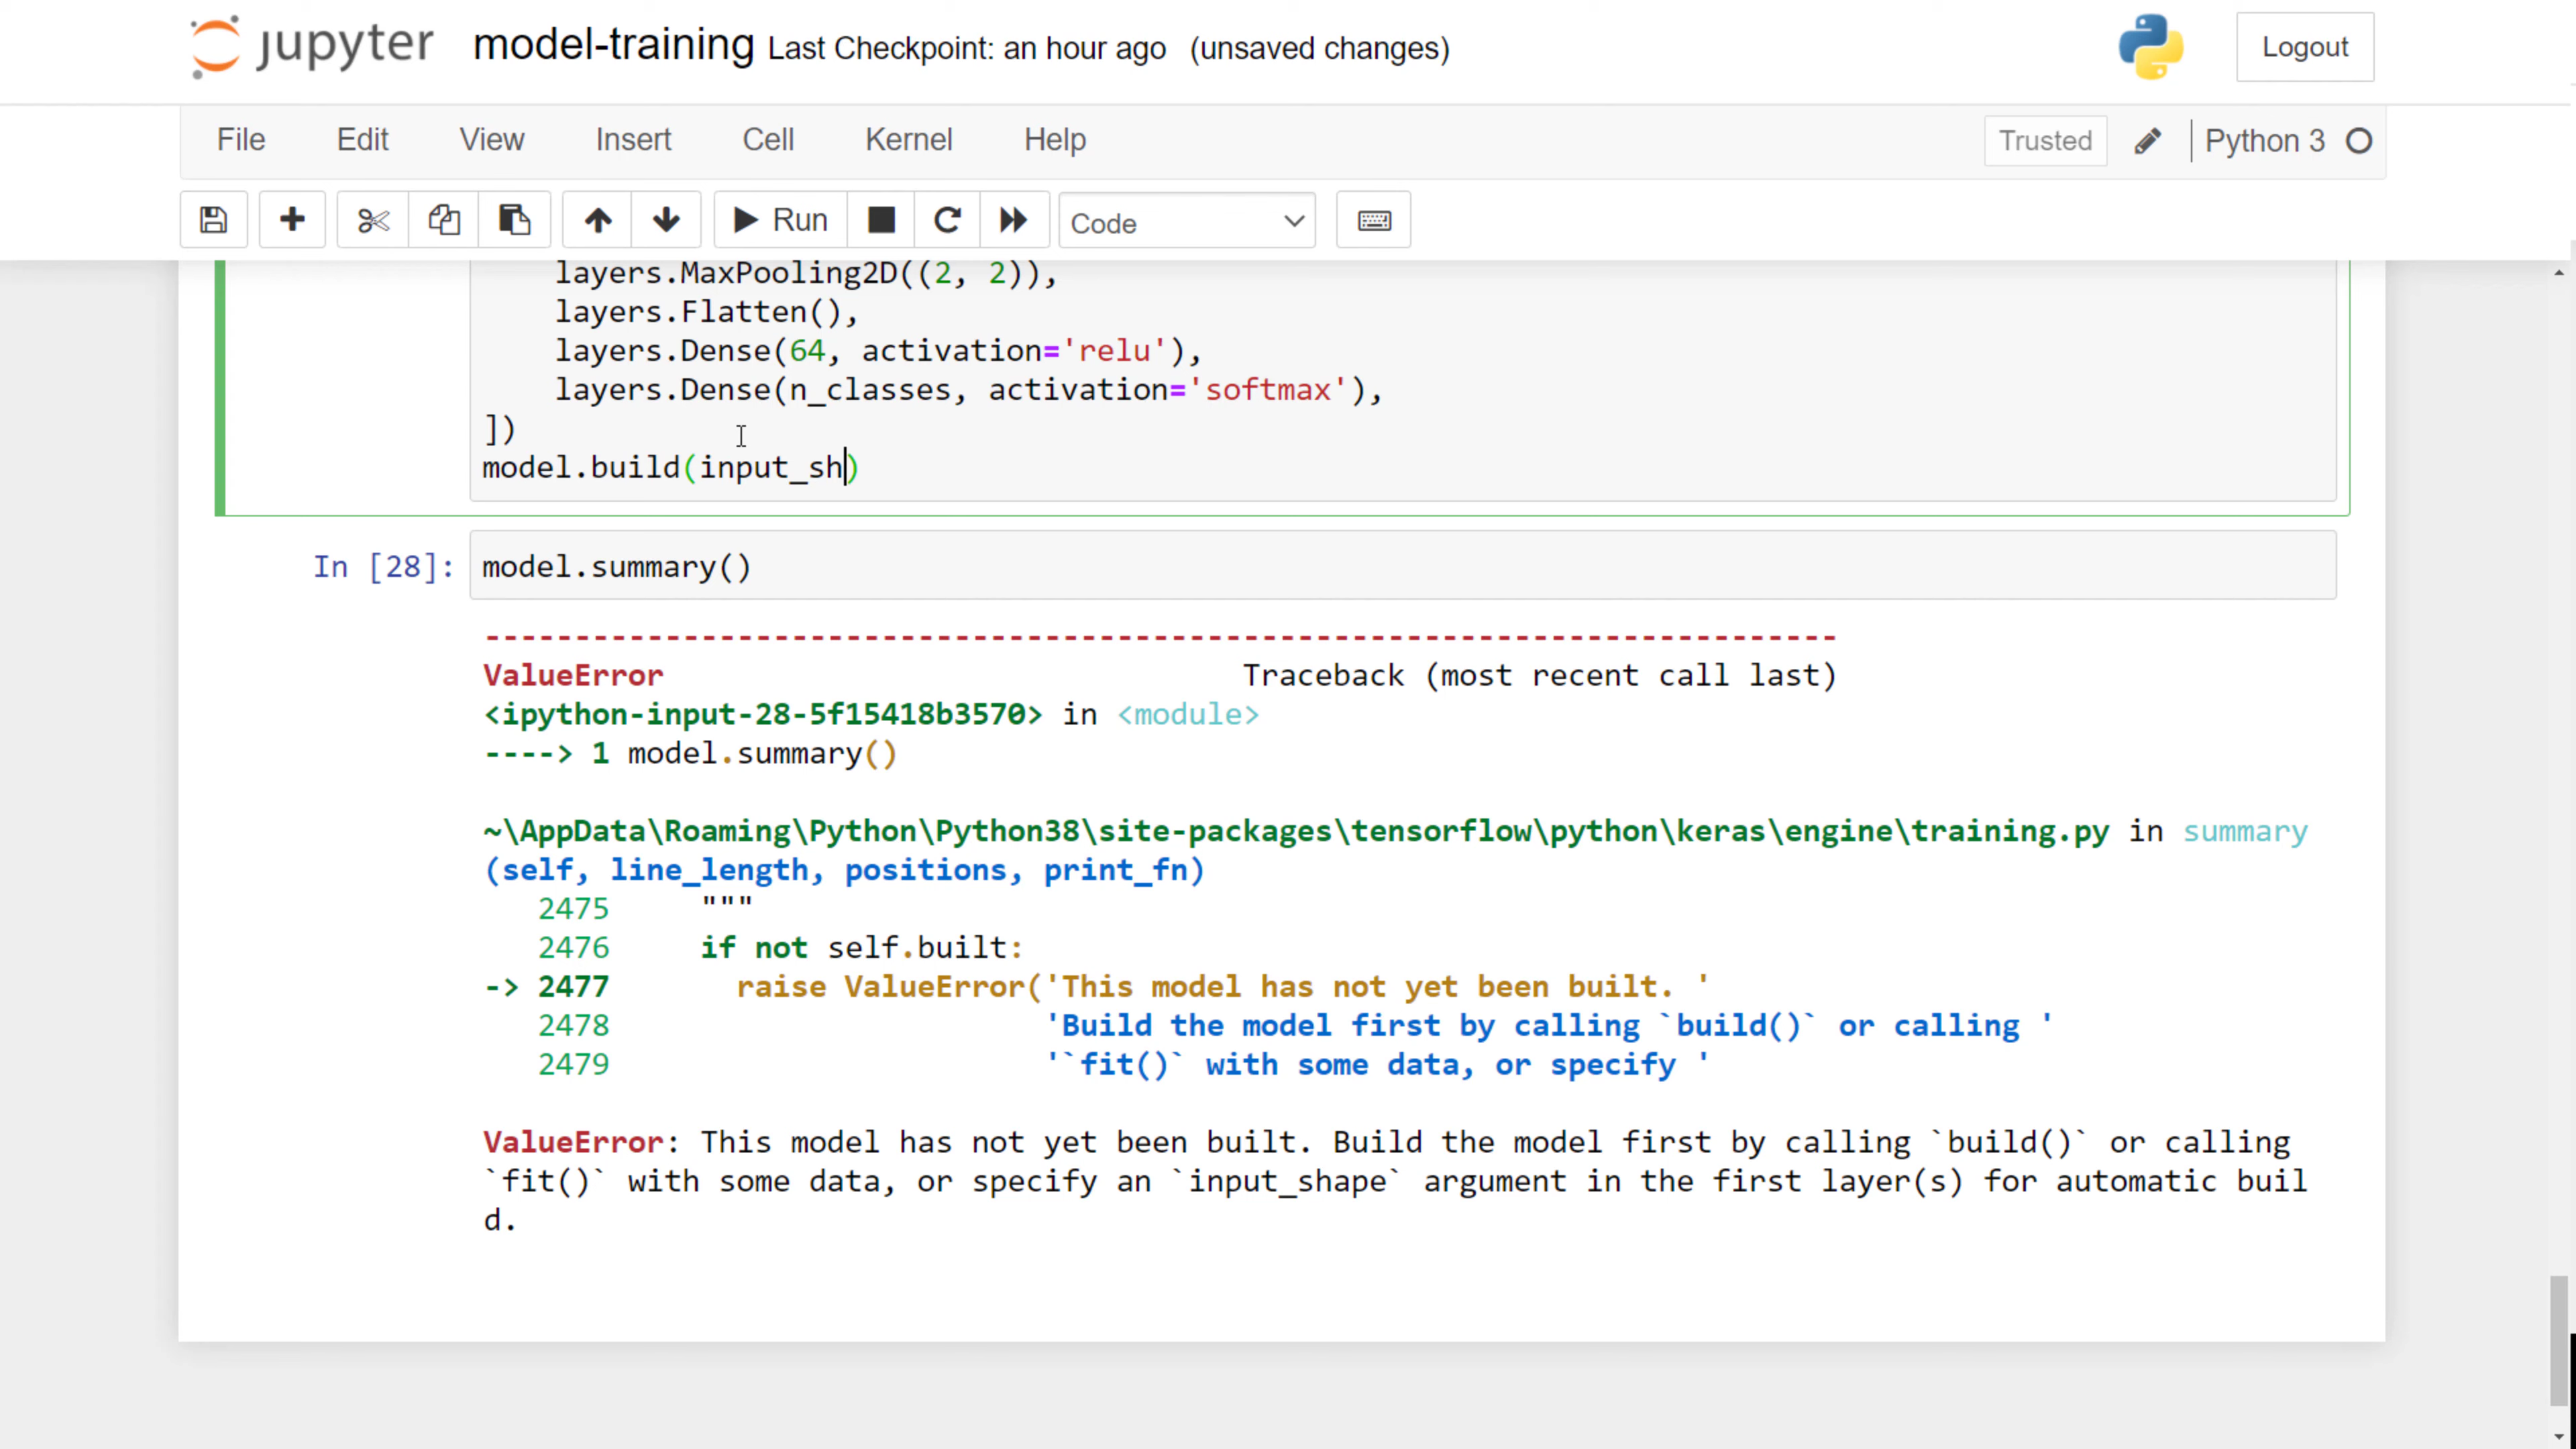 jupyter model-training Last Checkpoint: an hour ago (unsaved changes) Logout
File Edit View Insert Cell Kernel Help Trusted Python 3
Run Code
layers.MaxPooling2D((2, 2)),
layers.Flatten(),
layers.Dense(64, activation='relu'),
layers.Dense(n_classes, activation='softmax'),
])
model.build(input_sh)
In [28]: model.summary()
---------------------------------------------------------------------------
ValueError Traceback (most recent call last)
<ipython-input-28-5f15418b3570> in <module>
----> 1 model.summary()
~\AppData\Roaming\Python\Python38\site-packages\tensorflow\python\keras\engine\training.py in summary
(self, line_length, positions, print_fn)
2475 """
2476 if not self.built:
-> 2477 raise ValueError('This model has not yet been built. '
2478 'Build the model first by calling `build()` or calling '
2479 '`fit()` with some data, or specify '
ValueError: This model has not yet been built. Build the model first by calling `build()` or calling
`fit()` with some data, or specify an `input_shape` argument in the first layer(s) for automatic buil
d.